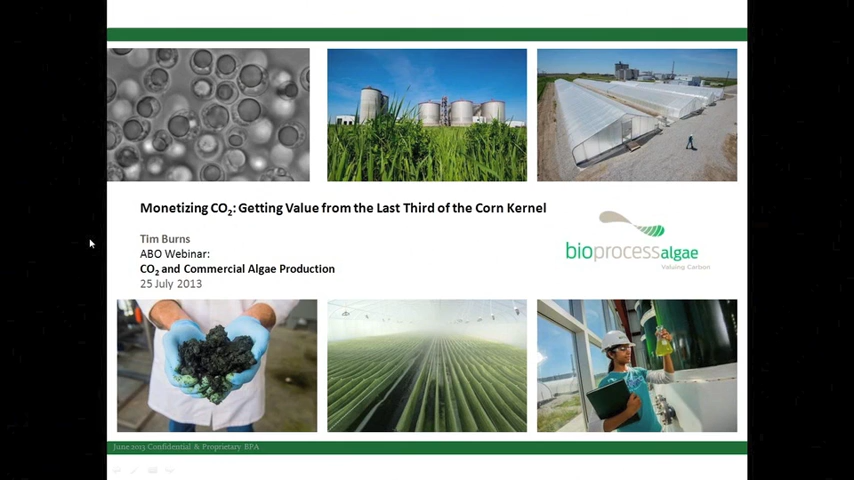 Monetizing CO₂: Getting Value from the Last Third of the Corn Kernel
Tim Burns
ABO Webinar:
CO₂ and Commercial Algae Production
25 July 2013
bioprocessalgae
Valuing Carbon
June 2013 Confidential & Proprietary BPA